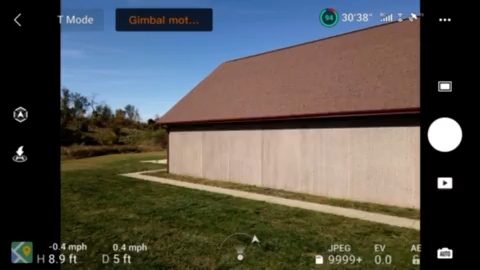 T Mode
Gimbal mot...
94
30'38"
-0.4 mph
0.4 mph
H 8.9 ft
D 5 ft
JPEG
9999+
EV
0.0
AE
AUTO